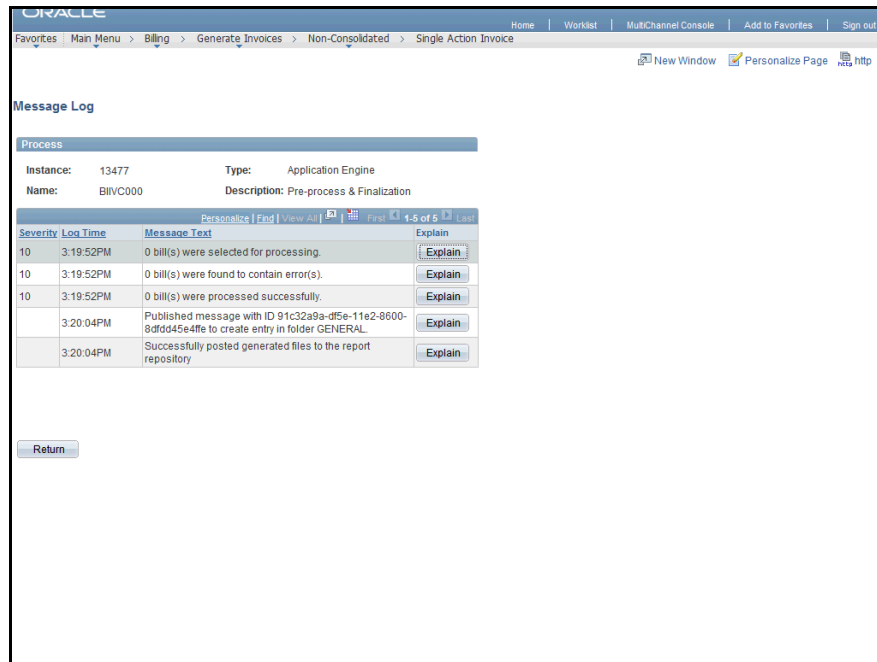 ORACLE
Home | Worklist | MultiChannel Console | Add to Favorites | Sign out
Favorites Main Menu > Billing > Generate Invoices > Non-Consolidated > Single Action Invoice
New Window Personalize Page http
Message Log
Process
Instance: 13477 Type: Application Engine
Name: BIIVC000 Description: Pre-process & Finalization
Personalize | Find | View All | | First 1-5 of 5 Last
Severity Log Time Message Text Explain
10 3:19:52PM 0 bill(s) were selected for processing. Explain
10 3:19:52PM 0 bill(s) were found to contain error(s). Explain
10 3:19:52PM 0 bill(s) were processed successfully. Explain
3:20:04PM Published message with ID 91c32a9a-df5e-11e2-8600-
8dfdd45e4ffe to create entry in folder GENERAL. Explain
3:20:04PM Successfully posted generated files to the report
repository Explain
Return